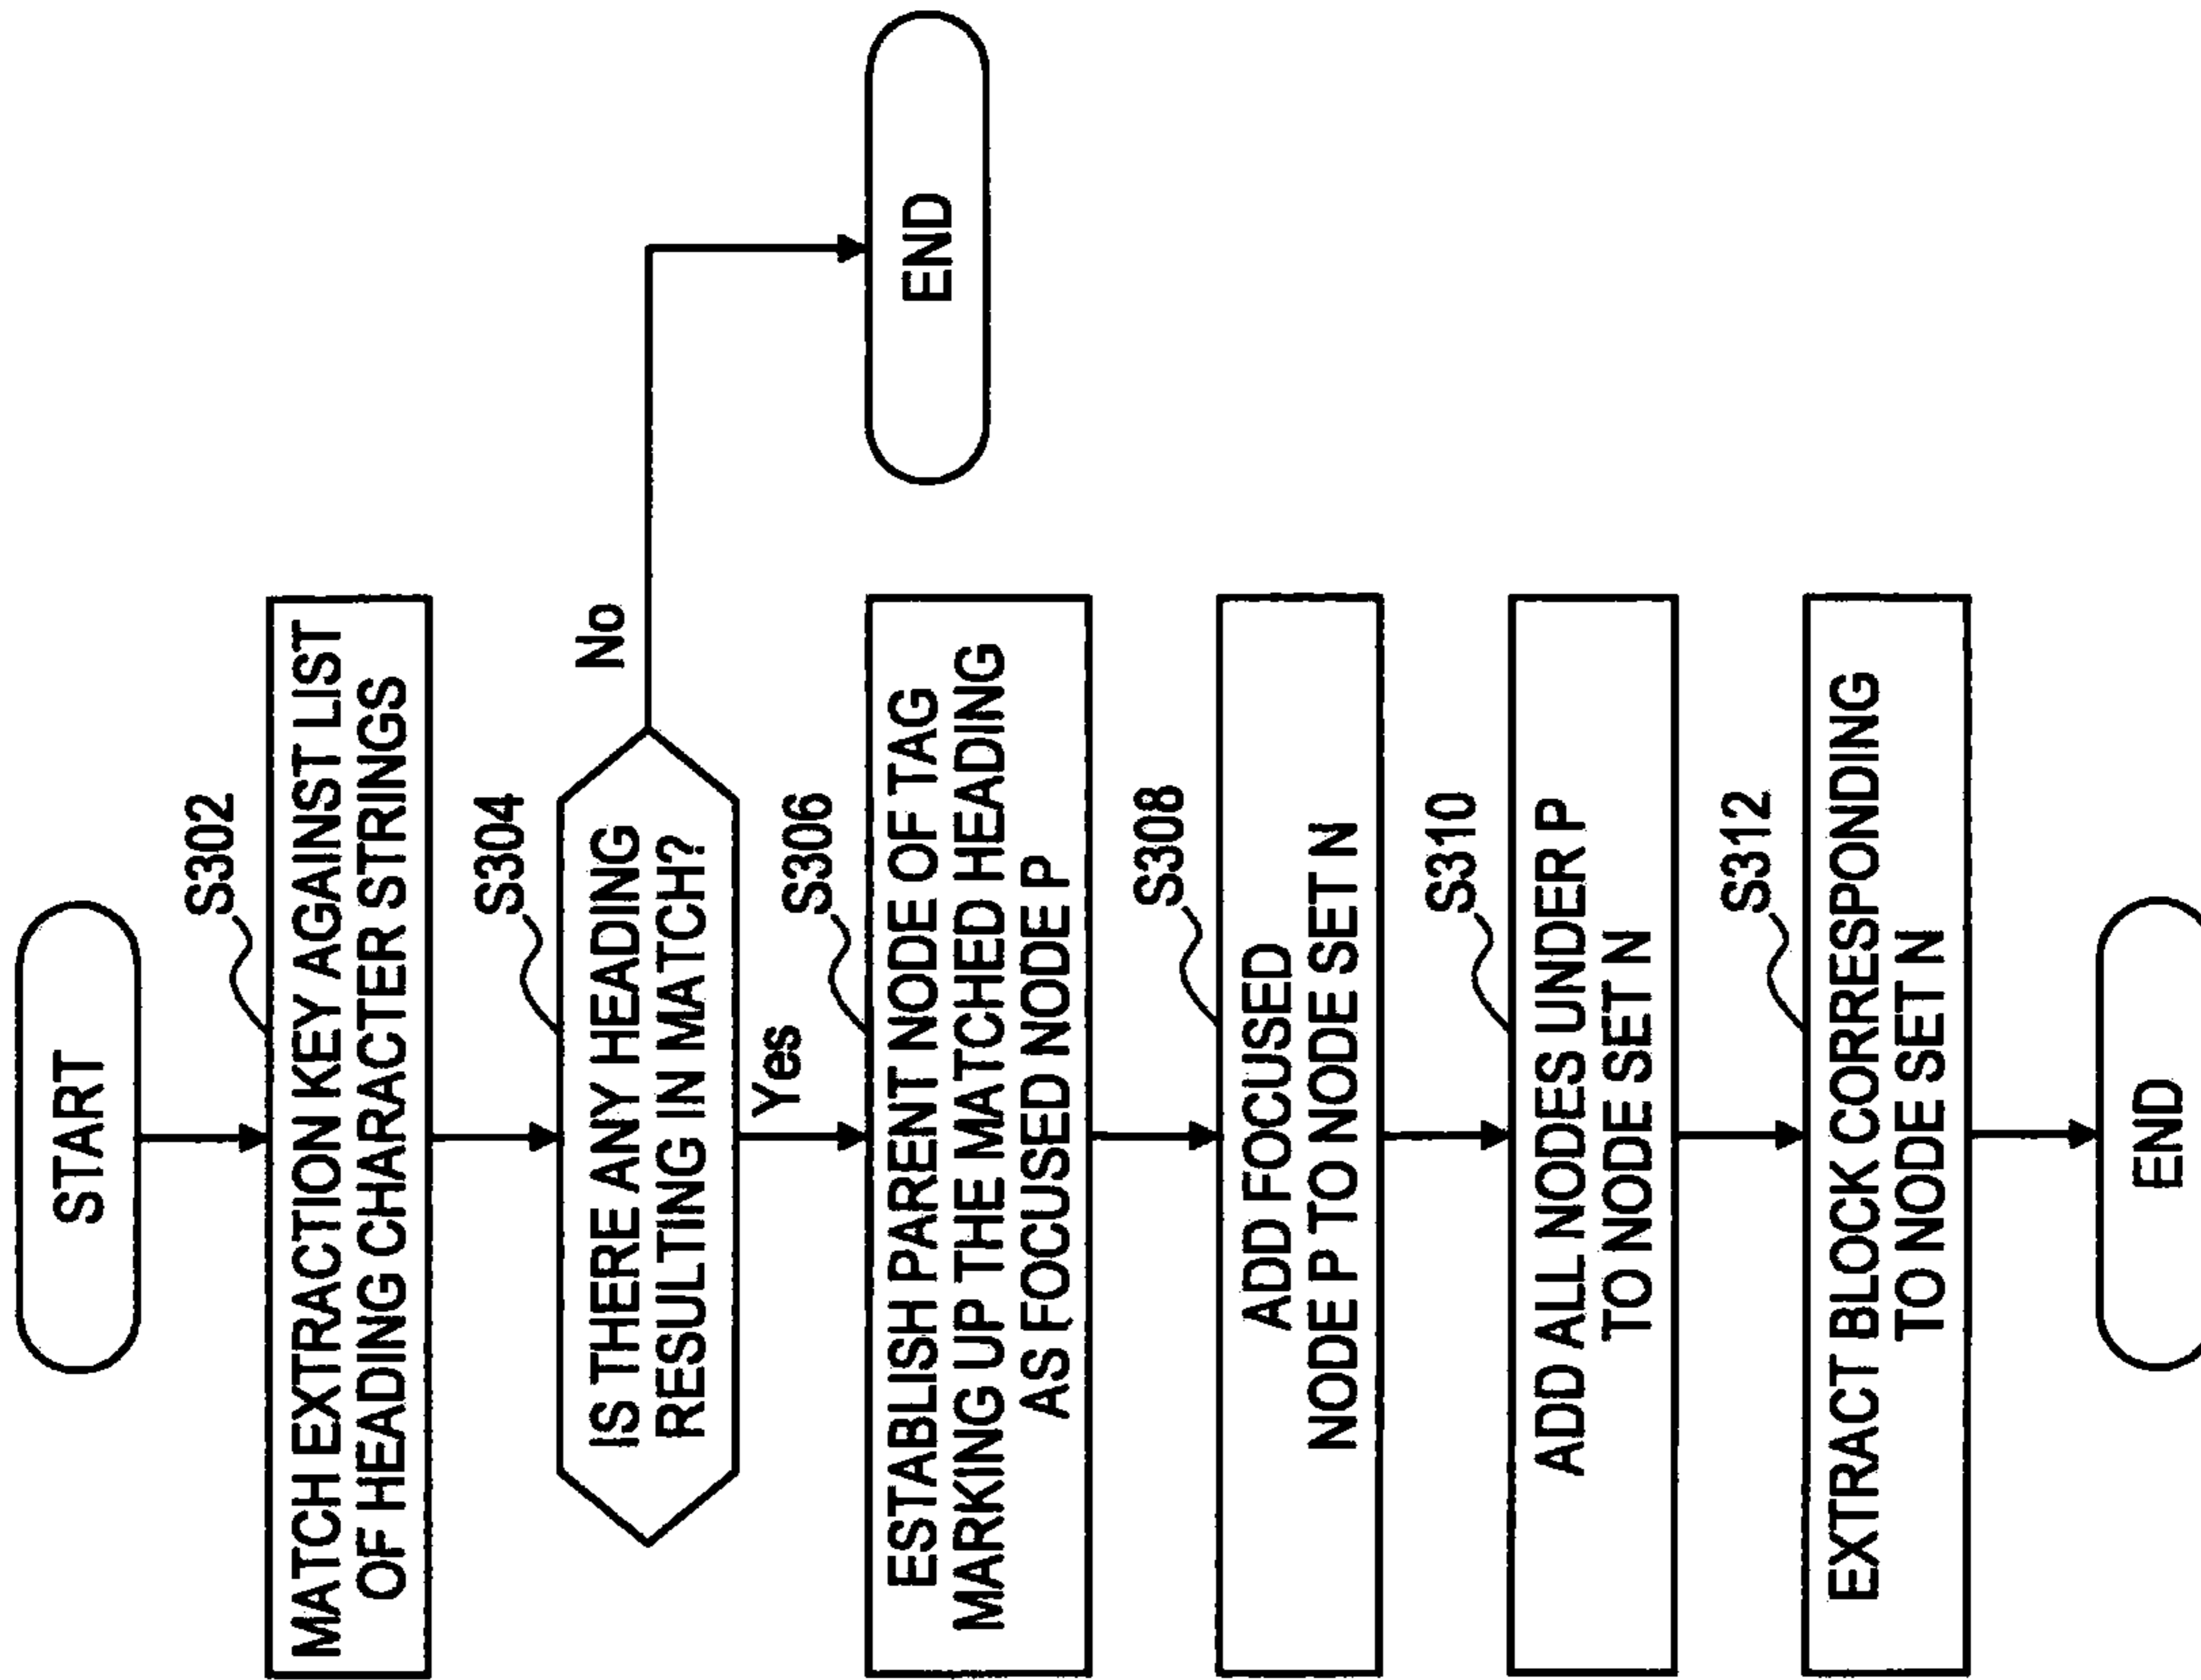 START
S302
MATCH EXTRACTION KEY AGAINST LIST
OF HEADING CHARACTER STRINGS
S304
IS THERE ANY HEADING
RESULTING IN MATCH?
No
END
Yes
S306
ESTABLISH PARENT NODE OF TAG
MARKING UP THE MATCHED HEADING
AS FOCUSED NODE P
S308
ADD FOCUSED
NODE P TO NODE SET N
S310
ADD ALL NODES UNDER P
TO NODE SET N
S312
EXTRACT BLOCK CORRESPONDING
TO NODE SET N
END